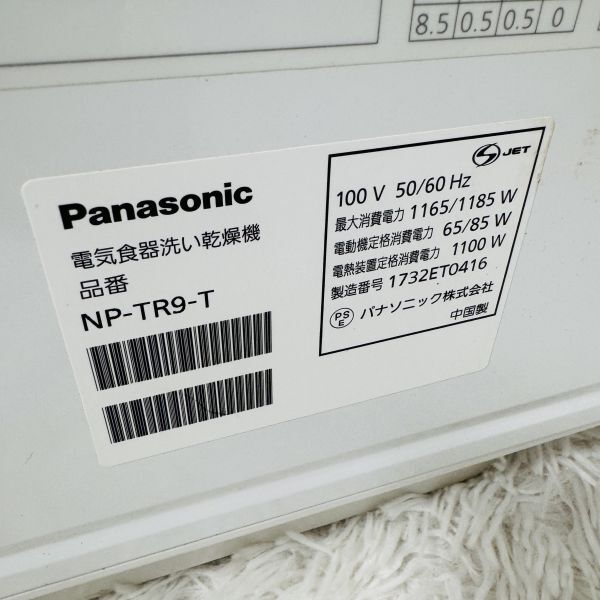 8.5 0.5 0.5 0
Panasonic
電気食器洗い乾燥機
品番
NP-TR9-T
S JET
100 V 50/60 Hz
最大消費電力 1165/1185 W
電動機定格消費電力 65/85 W
電熱装置定格消費電力 1100 W
製造番号 1732ET0416
PS E パナソニック株式会社
中国製